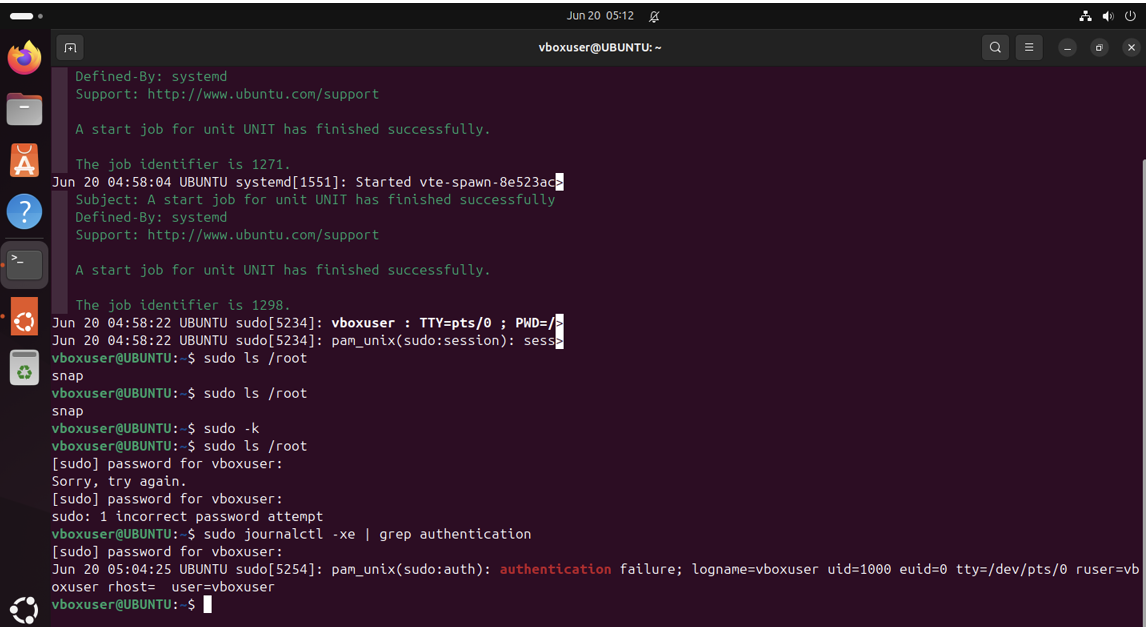 Jun 20 05:12
vboxuser@UBUNTU: ~
Defined-By: systemd
Support: http://www.ubuntu.com/support
A start job for unit UNIT has finished successfully.
The job identifier is 1271.
Jun 20 04:58:04 UBUNTU systemd[1551]: Started vte-spawn-8e523ac>
Subject: A start job for unit UNIT has finished successfully
Defined-By: systemd
Support: http://www.ubuntu.com/support
A start job for unit UNIT has finished successfully.
The job identifier is 1298.
Jun 20 04:58:22 UBUNTU sudo[5234]: vboxuser : TTY=pts/0 ; PWD=/>
Jun 20 04:58:22 UBUNTU sudo[5234]: pam_unix(sudo:session): sess>
vboxuser@UBUNTU:~$ sudo ls /root
snap
vboxuser@UBUNTU:~$ sudo ls /root
snap
vboxuser@UBUNTU:~$ sudo -k
vboxuser@UBUNTU:~$ sudo ls /root
[sudo] password for vboxuser:
Sorry, try again.
[sudo] password for vboxuser:
sudo: 1 incorrect password attempt
vboxuser@UBUNTU:~$ sudo journalctl -xe | grep authentication
[sudo] password for vboxuser:
Jun 20 05:04:25 UBUNTU sudo[5254]: pam_unix(sudo:auth): authentication failure; logname=vboxuser uid=1000 euid=0 tty=/dev/pts/0 ruser=vb
oxuser rhost=  user=vboxuser
vboxuser@UBUNTU:~$